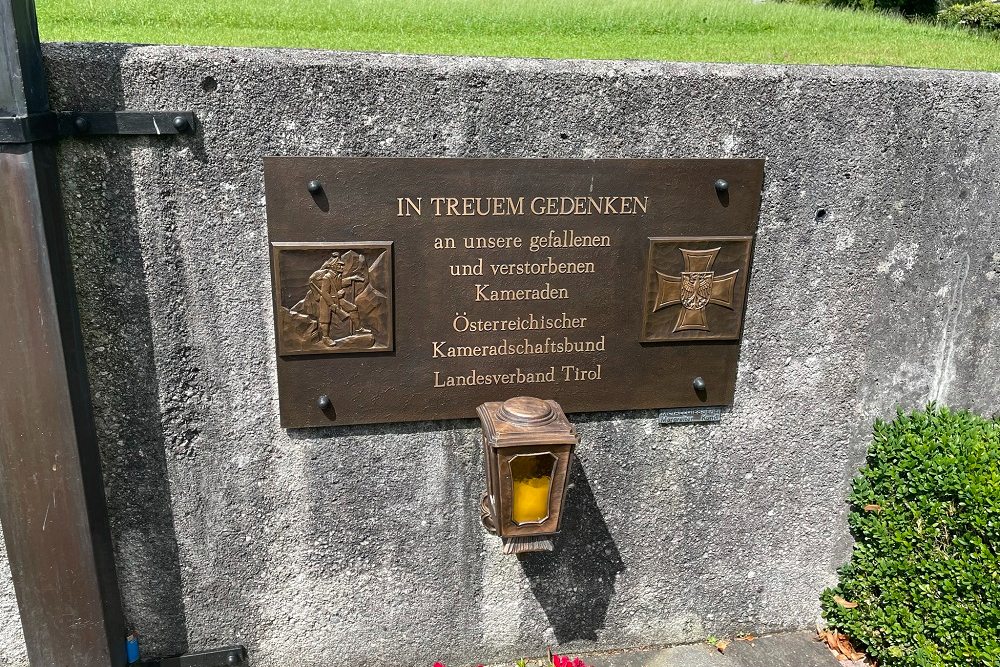 IN TREUEM GEDENKEN
an unsere gefallenen
und verstorbenen
Kameraden
Österreichischer
Kameradschaftsbund
Landesverband Tirol